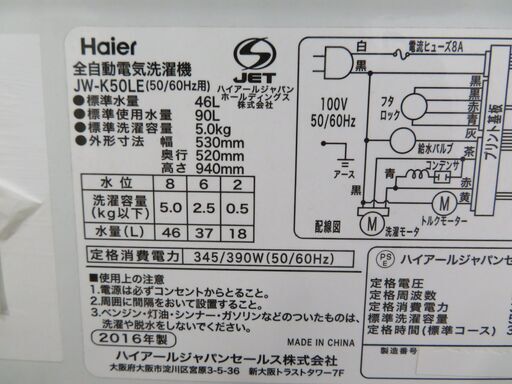 Haier
全自動電気洗濯機
JW-K50LE(50/60Hz用)
S
JET
ハイアールジャパン
ホールディングス
株式会社
●標準水量 46L
●標準使用水量 90L
●標準洗濯容量 5.0kg
●外形寸法 幅 530mm
奥行 520mm
高さ 940mm
水位 8 6 2
洗濯容量(kg以下) 5.0 2.5 0.5
水量(L) 46 37 18
定格消費電力 345/390W(50/60Hz)
白
電流ヒューズ8A
黒
黒
100V
50/60Hz
フタ
ロック
黒
赤
青
灰
給水バルブ
茶
プリント基板
アース
コンデンサ
青
赤
黒
黄
M
M
トルクモーター
洗濯モータ
配線図
■使用上の注意
1.電源は必ずコンセントからとること。
2.周囲に間隔をおいて設置すること。
3.ベンジン・灯油・シンナー・ガソリンなどのついたものは、
洗濯や脱水をしないでください。
2016年製
MADE IN CHINA
ハイアールジャパンセールス株式会社
大阪府大阪市淀川区宮原3-5-36 新大阪トラストタワー7F
PS
E
ハイアールジャパンセ
定格電圧
定格周波数
定格消費電力
標準洗濯容量
定格時間(標準コース)
製造番号